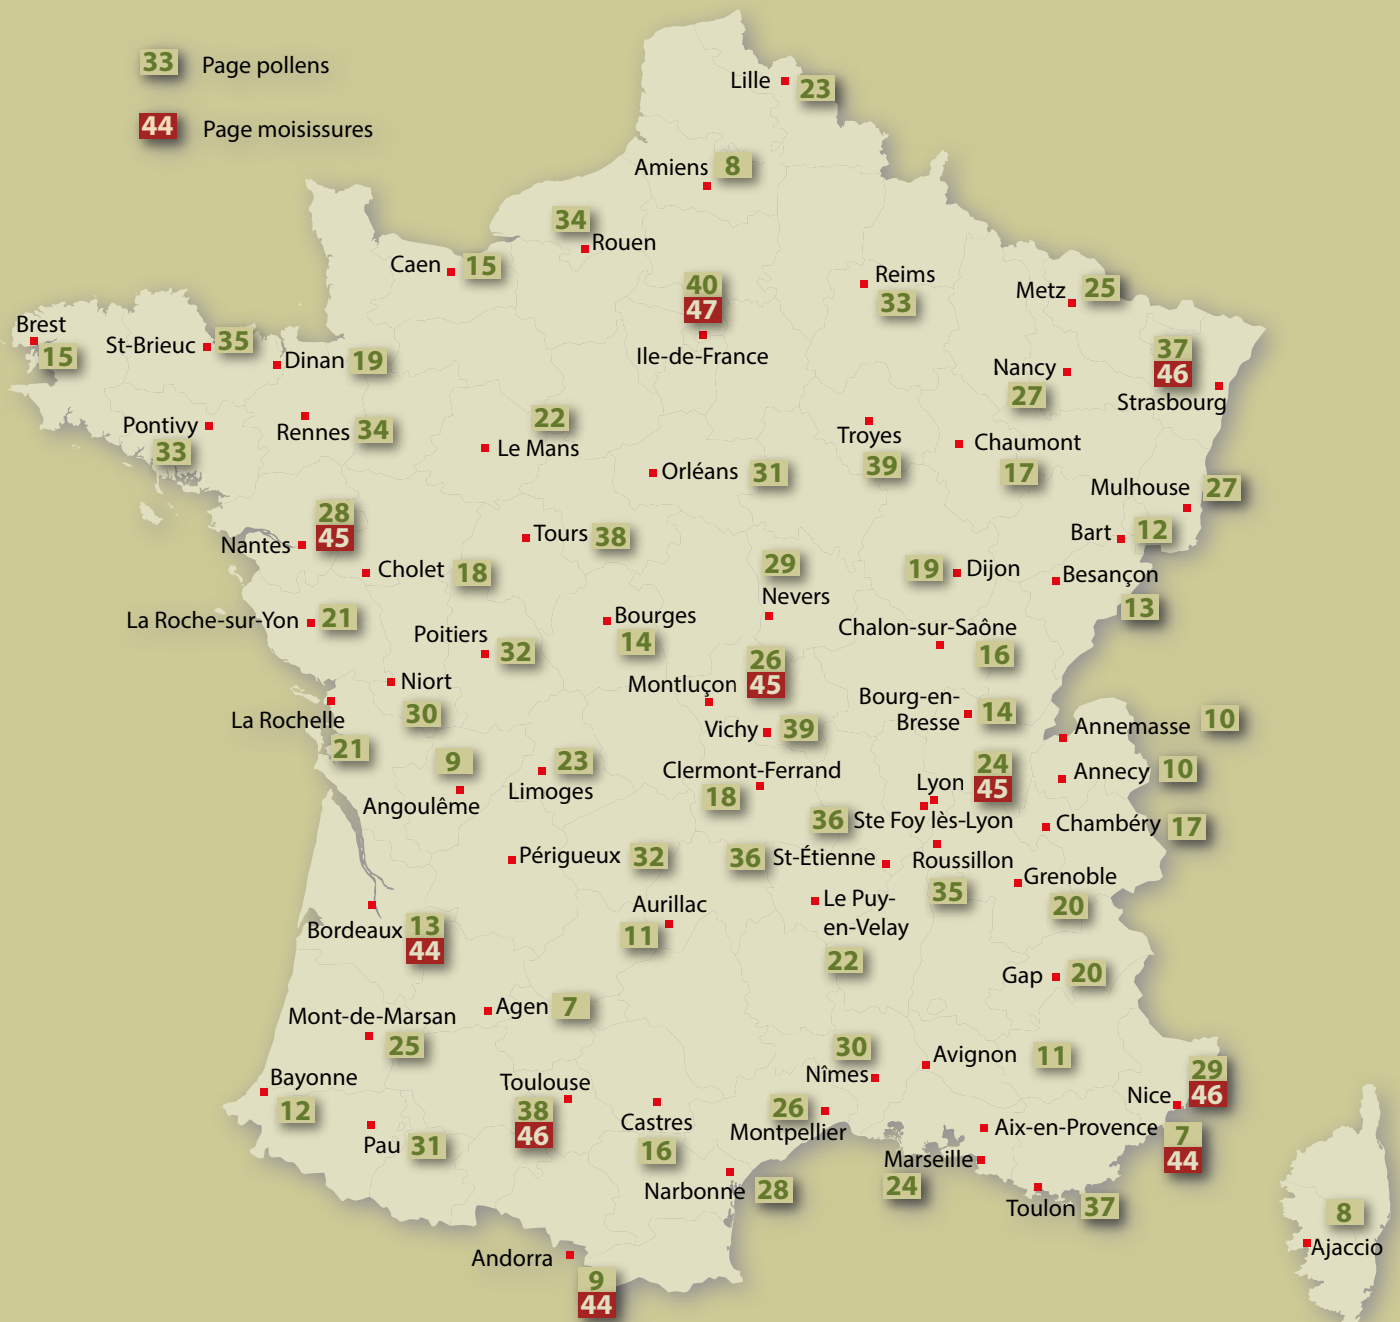 33 Page pollens
44 Page moisissures
Lille 23
Amiens 8
34
Rouen
Caen 15
40
47
Ile-de-France
Reims
33
Metz 25
Brest
15
St-Brieuc 35
Dinan 19
37
46
Strasbourg
Nancy
27
Pontivy
33
Rennes 34
22
Le Mans
Orléans 31
Troyes
39
Chaumont
17
Mulhouse 27
Bart 12
28
45
Nantes
Tours 38
Cholet 18
29
Nevers
19 Dijon
Besançon
13
La Roche-sur-Yon 21
Poitiers
32
Bourges
14
Chalon-sur-Saône
16
26
45
Montluçon
Niort
30
La Rochelle
21
Vichy 39
Bourg-en-
Bresse 14
Annemasse 10
9
Angoulême
23
Limoges
Clermont-Ferrand
18
Lyon 24
45
Annecy 10
36 Ste Foy lès-Lyon
Chambéry 17
Périgueux 32
36 St-Étienne
Roussillon
35
Grenoble
20
Aurillac
11
Le Puy-
en-Velay
22
Bordeaux 13
44
Gap 20
Agen 7
Mont-de-Marsan
25
30
Nîmes
Avignon 11
Bayonne
12
Toulouse
38
46
Castres
16
26
Montpellier
29
Nice 46
Pau 31
Aix-en-Provence 7
44
Marseille
24
Narbonne 28
Toulon 37
8
Ajaccio
Andorra
9
44